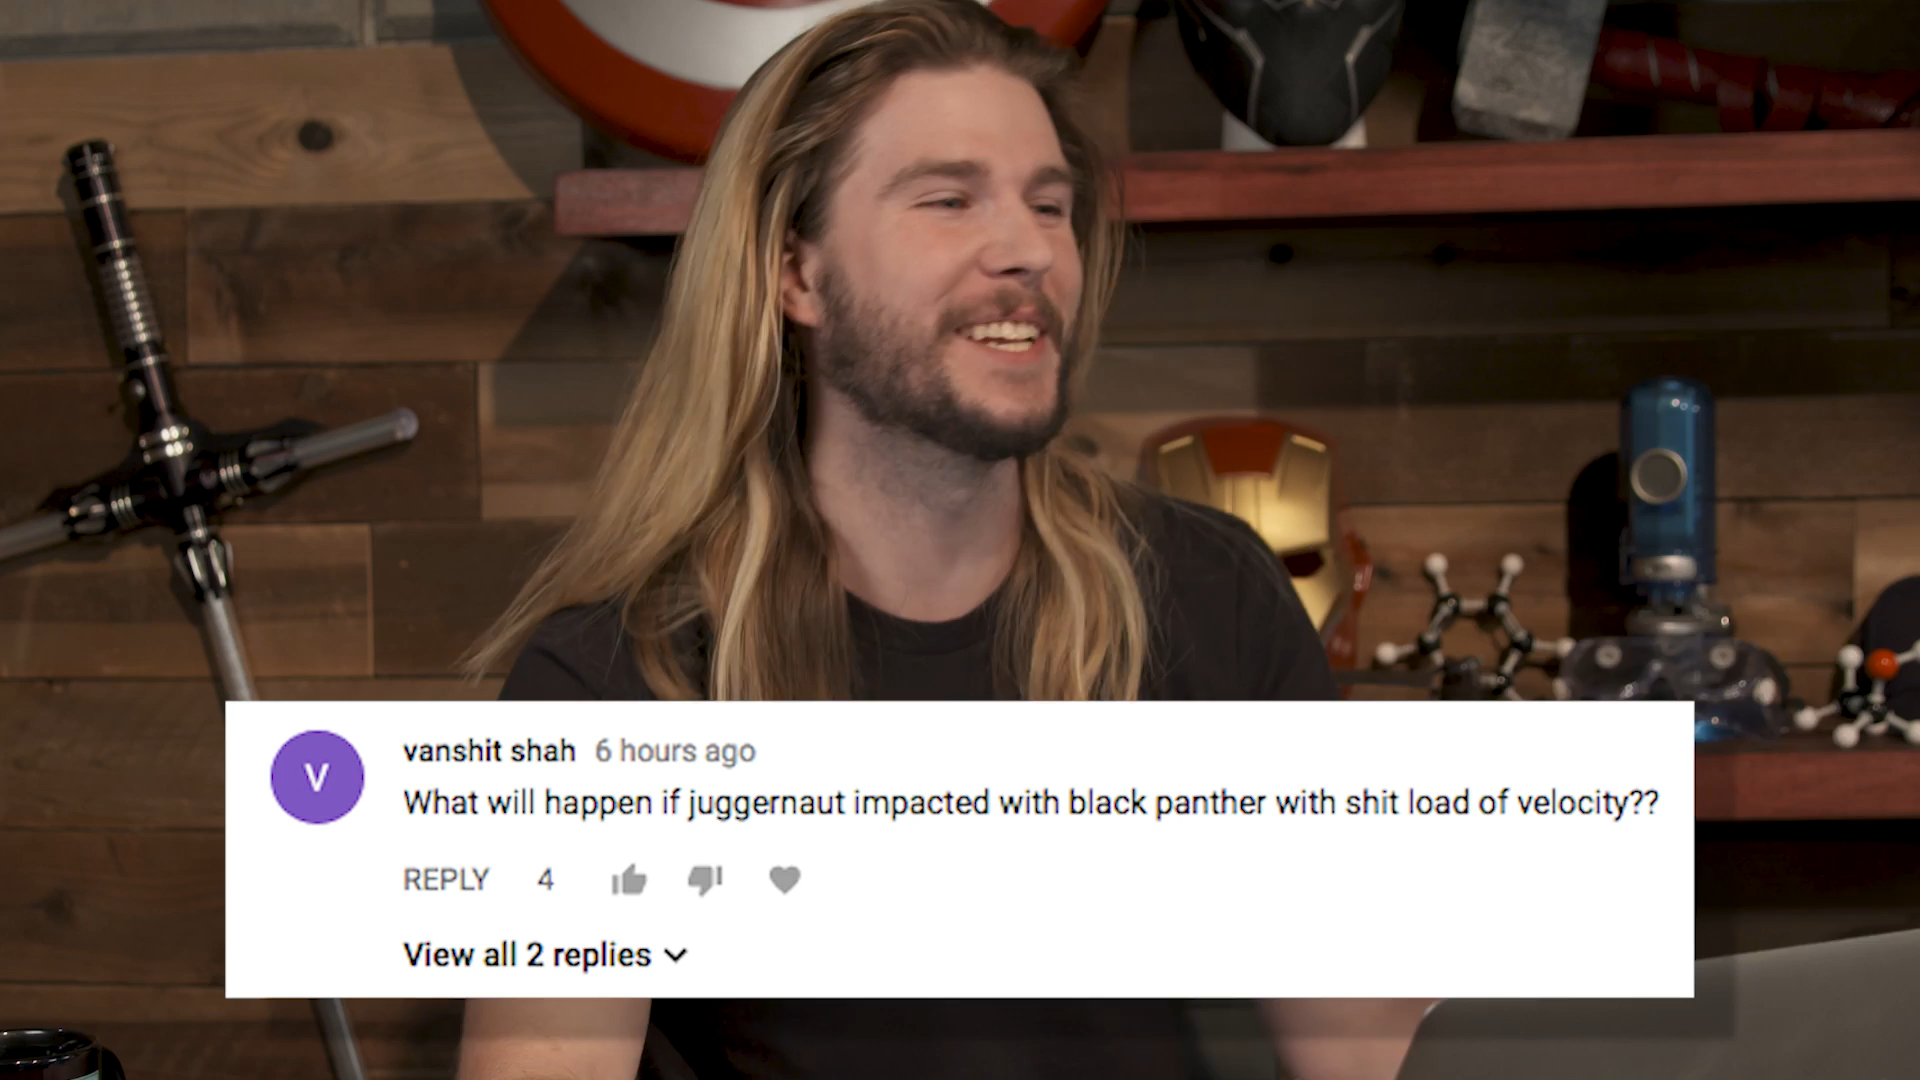 V
vanshit shah 6 hours ago
What will happen if juggernaut impacted with black panther with shit load of velocity??
REPLY 4
View all 2 replies